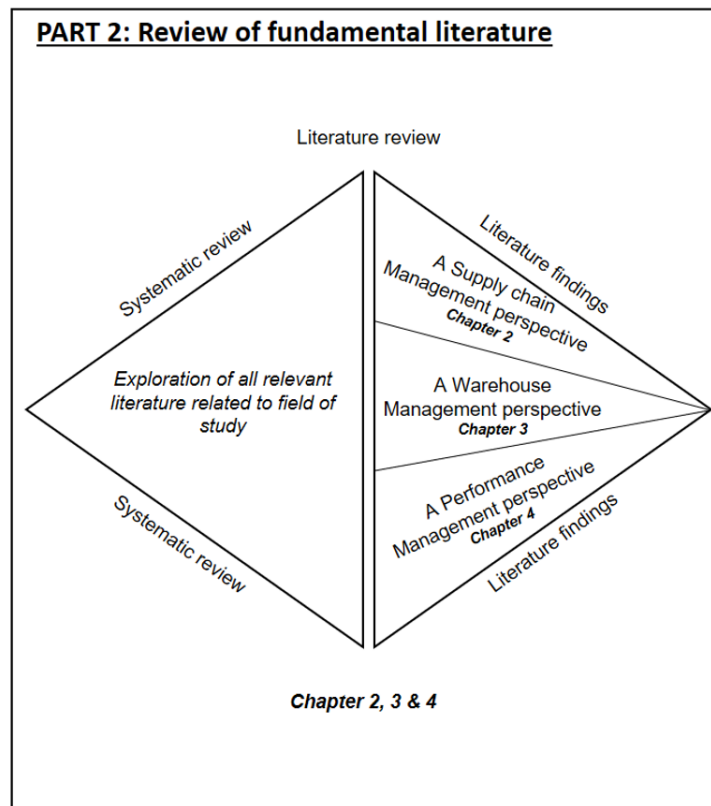 PART 2: Review of fundamental literature
Literature review
Systematic review
Literature findings
A Supply chain
Management perspective
Chapter 2
Exploration of all relevant
literature related to field of
study
A Warehouse
Management perspective
Chapter 3
A Performance
Management perspective
Chapter 4
Systematic review
Literature findings
Chapter 2, 3 & 4